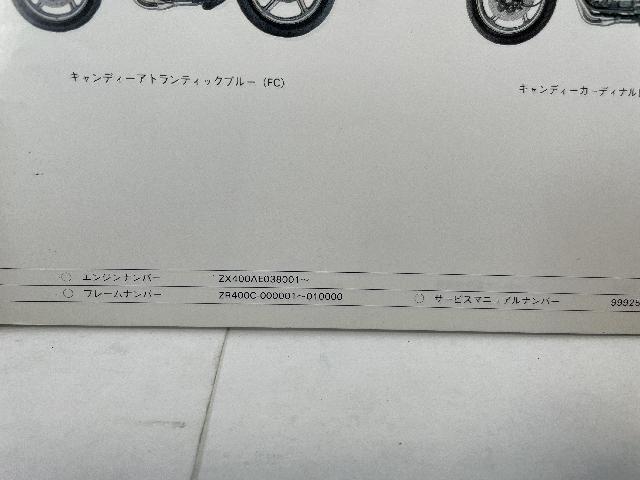 キャンディーアトランティックブルー (FC)
キャンディーカーディナル
○ エンジンナンバー ZX400AE038001～
○ フレームナンバー ZR400C-000001～010000
○ サービスマニュアルナンバー 99925